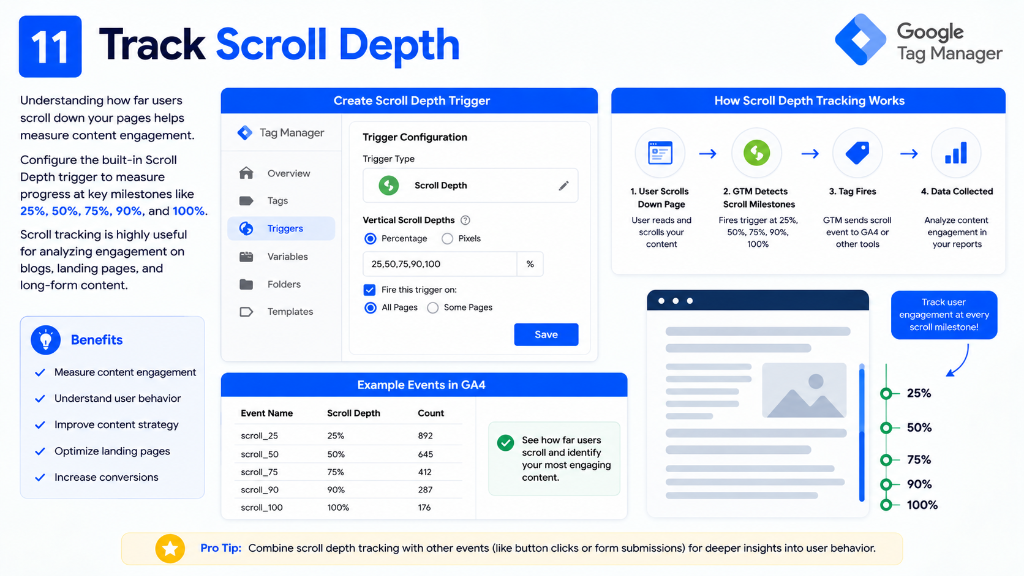 11
Track Scroll Depth
Google
Tag Manager
Understanding how far users
scroll down your pages helps
measure content engagement.
Configure the built-in Scroll
Depth trigger to measure
progress at key milestones like
25%, 50%, 75%, 90%, and 100%.
Scroll tracking is highly useful
for analyzing engagement on
blogs, landing pages, and
long-form content.
Benefits
Measure content engagement
Understand user behavior
Improve content strategy
Optimize landing pages
Increase conversions
Create Scroll Depth Trigger
Tag Manager
Overview
Tags
Triggers
Variables
Folders
Templates
Trigger Configuration
Trigger Type
Scroll Depth
Vertical Scroll Depths ?
Percentage Pixels
25,50,75,90,100 %
Fire this trigger on:
All Pages Some Pages
Save
How Scroll Depth Tracking Works
1. User Scrolls
Down Page
User reads and
scrolls your
content
2. GTM Detects
Scroll Milestones
Fires trigger at 25%,
50%, 75%, 90%,
100%
3. Tag Fires
GTM sends scroll
event to GA4 or
other tools
4. Data Collected
Analyze content
engagement in
your reports
Example Events in GA4
Event Name Scroll Depth Count
scroll_25 25% 892
scroll_50 50% 645
scroll_75 75% 412
scroll_90 90% 287
scroll_100 100% 176
See how far users
scroll and identify
your most engaging
content.
Track user
engagement at every
scroll milestone!
25%
50%
75%
90%
100%
Pro Tip: Combine scroll depth tracking with other events (like button clicks or form submissions) for deeper insights into user behavior.